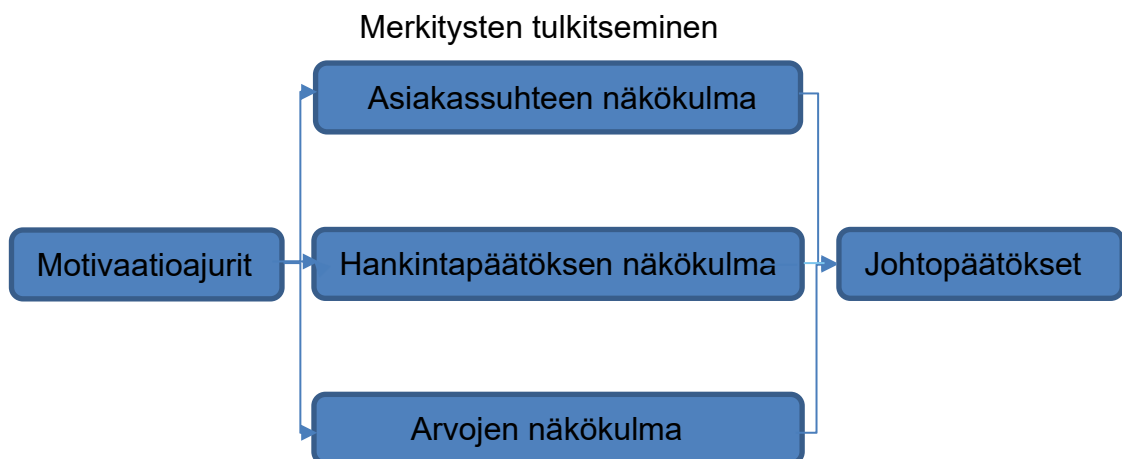 Merkitysten tulkitseminen
Asiakassuhteen näkökulma
Motivaatioajurit
Hankintapäätöksen näkökulma
Johtopäätökset
Arvojen näkökulma